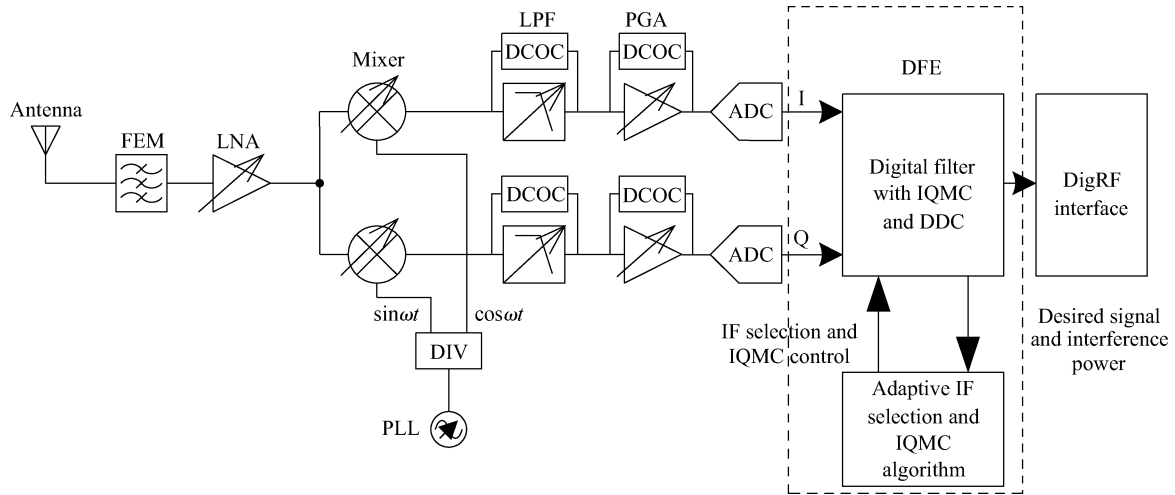 Antenna
FEM
LNA
Mixer
LPF
DCOC
PGA
DCOC
ADC
I
DCOC
DCOC
ADC
Q
sinωt
cosωt
DIV
PLL
DFE
Digital filter
with IQMC
and DDC
DigRF
interface
IF selection and
IQMC control
Desired signal
and interference
power
Adaptive IF
selection and
IQMC
algorithm